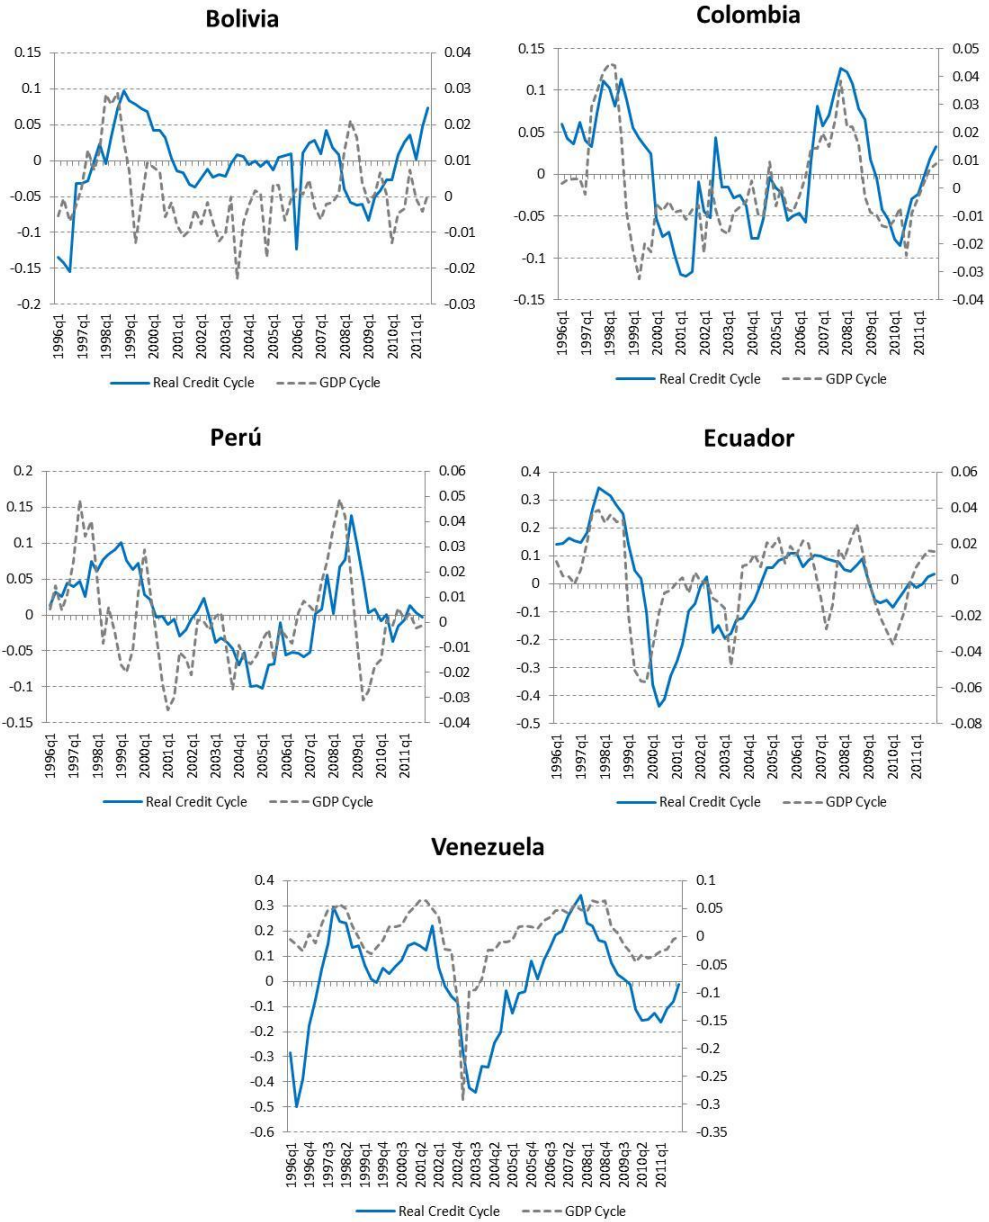 Bolivia
0.15
0.1
0.05
0
-0.05
-0.1
-0.15
-0.2
0.04
0.03
0.02
0.01
0.00
-0.01
-0.02
-0.03
1996q1
1997q1
1998q1
1999q1
2000q1
2001q1
2002q1
2003q1
2004q1
2005q1
2006q1
2007q1
2008q1
2009q1
2010q1
2011q1
Real Credit Cycle
GDP Cycle
Colombia
0.15
0.1
0.05
0
-0.05
-0.1
-0.15
0.05
0.04
0.03
0.02
0.01
0
-0.01
-0.02
-0.03
-0.04
1996q1
1997q1
1998q1
1999q1
2000q1
2001q1
2002q1
2003q1
2004q1
2005q1
2006q1
2007q1
2008q1
2009q1
2010q1
2011q1
Real Credit Cycle
GDP Cycle
Perú
0.2
0.15
0.1
0.05
0
-0.05
-0.1
-0.15
0.06
0.05
0.04
0.03
0.02
0.01
0.00
-0.01
-0.02
-0.03
-0.04
1996q1
1997q1
1998q1
1999q1
2000q1
2001q1
2002q1
2003q1
2004q1
2005q1
2006q1
2007q1
2008q1
2009q1
2010q1
2011q1
Real Credit Cycle
GDP Cycle
Ecuador
0.4
0.3
0.2
0.1
0
-0.1
-0.2
-0.3
-0.4
-0.5
0.06
0.04
0.02
0
-0.02
-0.04
-0.06
-0.08
1996q1
1997q1
1998q1
1999q1
2000q1
2001q1
2002q1
2003q1
2004q1
2005q1
2006q1
2007q1
2008q1
2009q1
2010q1
2011q1
Real Credit Cycle
GDP Cycle
Venezuela
0.4
0.3
0.2
0.1
0
-0.1
-0.2
-0.3
-0.4
-0.5
-0.6
0.1
0.05
0
-0.05
-0.1
-0.15
-0.2
-0.25
-0.3
-0.35
1996q1
1996q4
1997q3
1998q2
1999q1
1999q4
2000q3
2001q2
2002q1
2002q4
2003q3
2004q2
2005q1
2005q4
2006q3
2007q2
2008q1
2008q4
2009q3
2010q2
2011q1
Real Credit Cycle
GDP Cycle